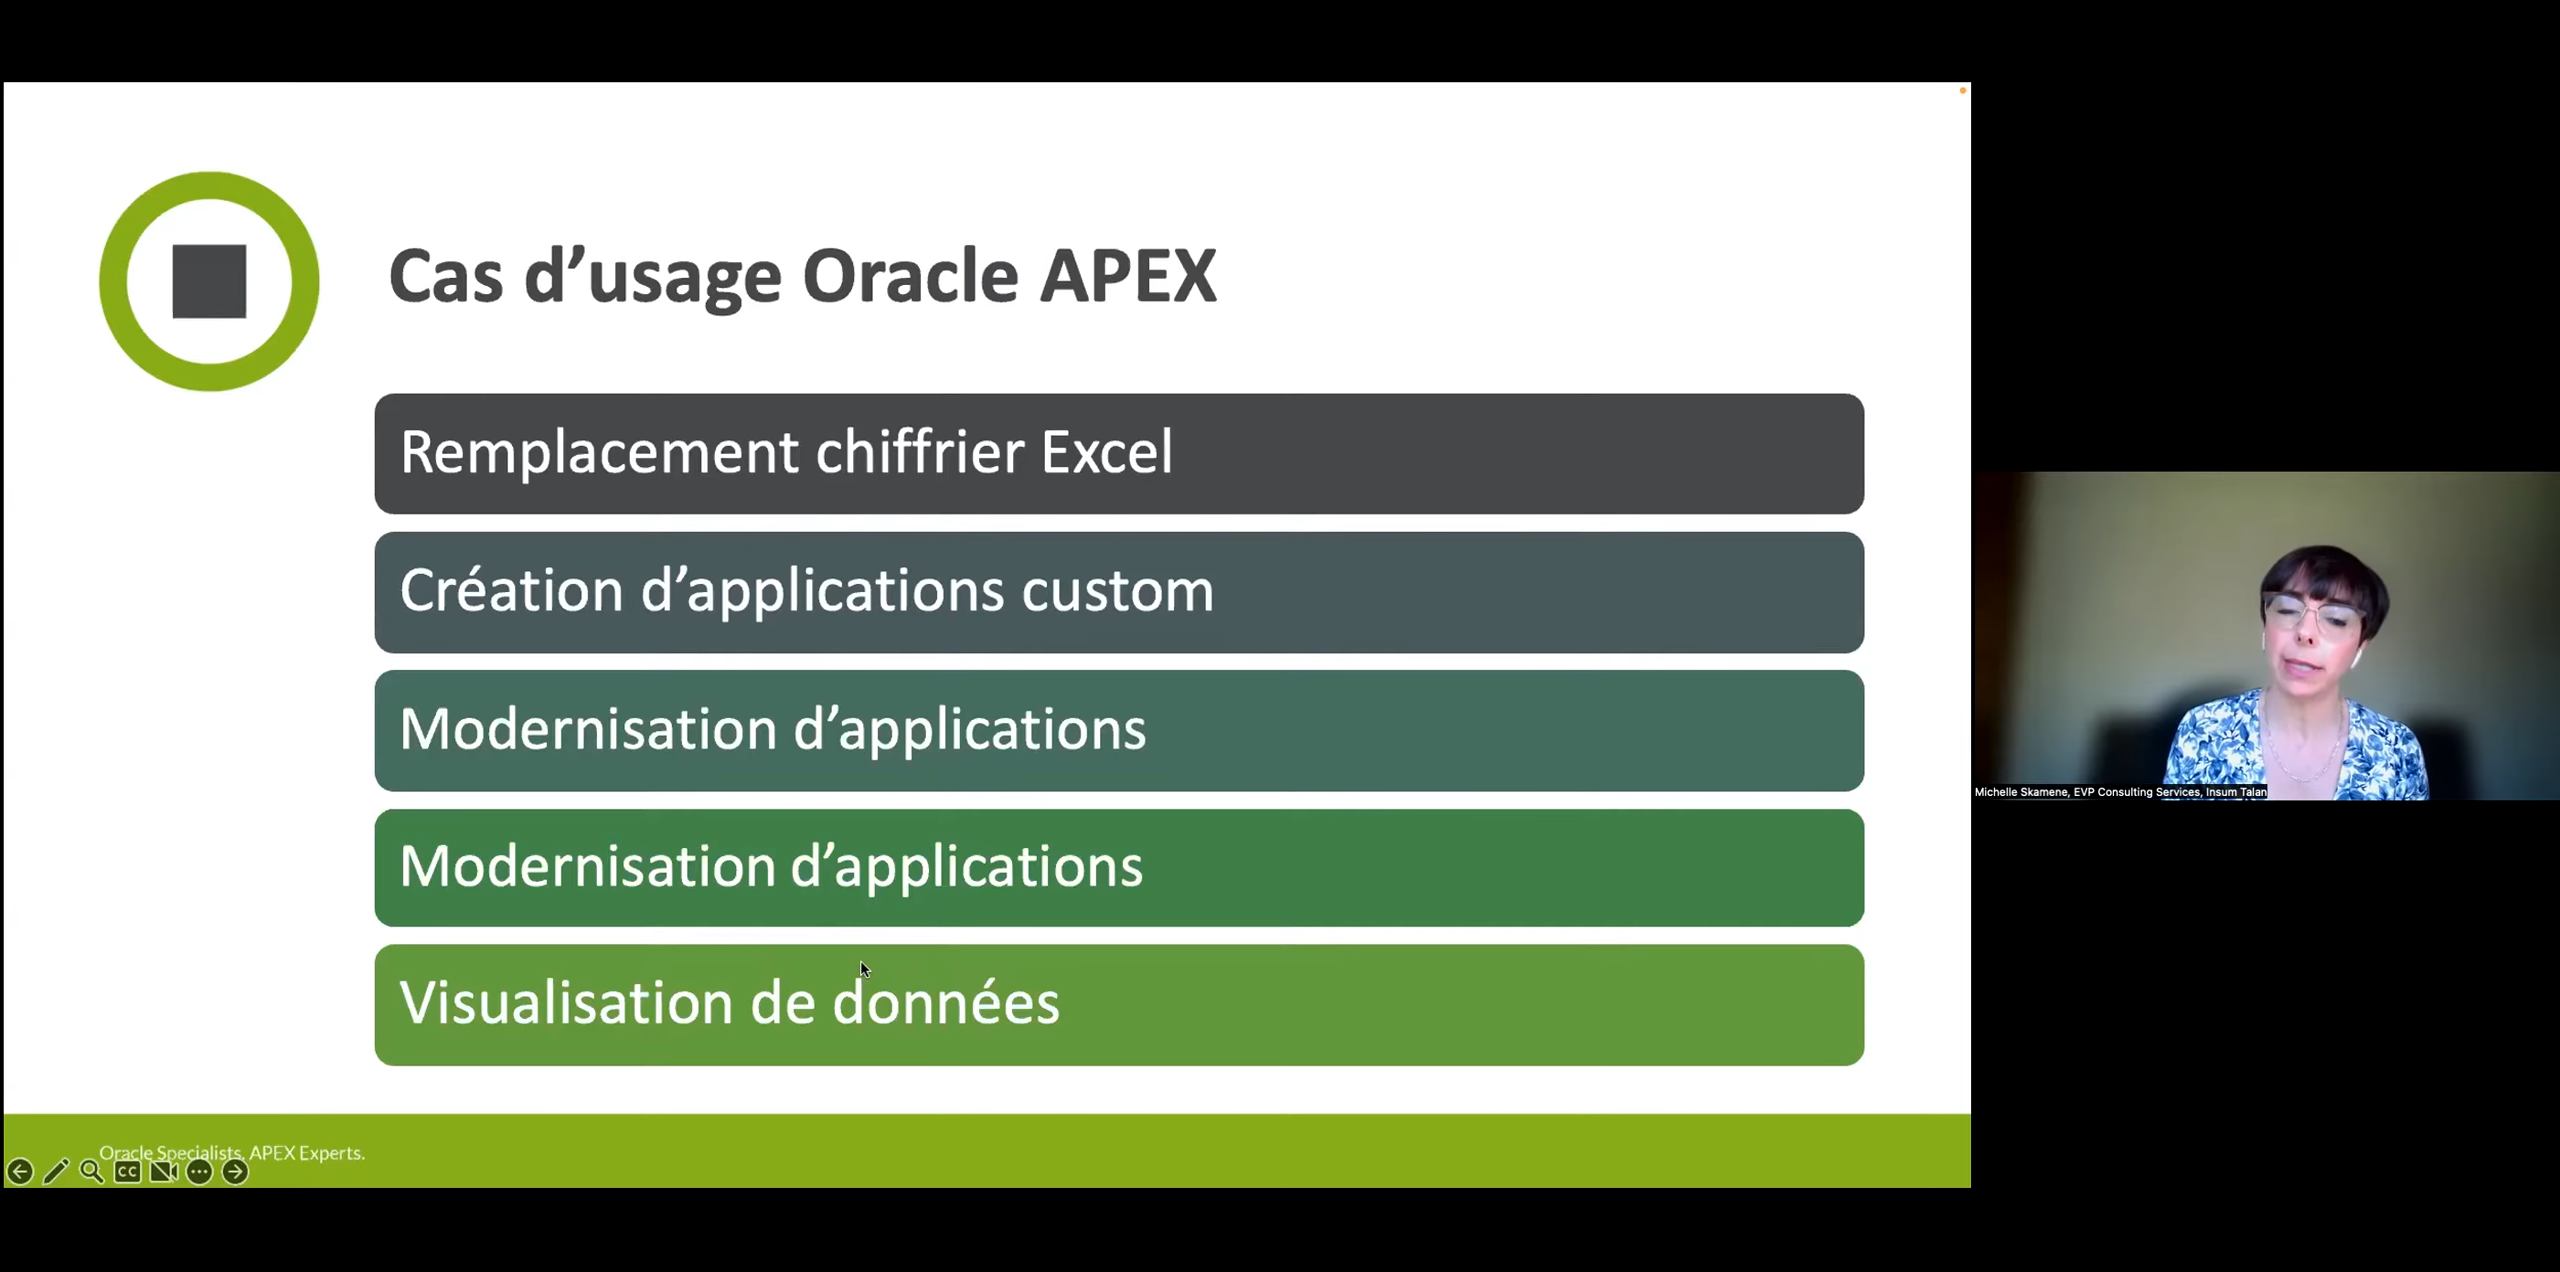 Cas d’usage Oracle APEX
Remplacement chiffrier Excel
Création d’applications custom
Modernisation d’applications
Modernisation d’applications
Visualisation de données
Oracle Specialists. APEX Experts.
CC
Michelle Skamene, EVP Consulting Services, Insum Talan